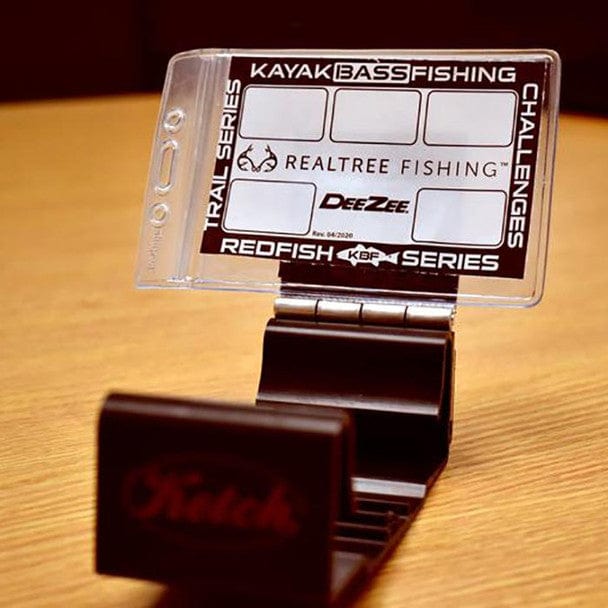 KAYAK BASS FISHING
TRAIL SERIES
CHALLENGES
REALTREE FISHING™
DEEZEE.
Rev. 04/2020
REDFISH KBF SERIES
Ketch